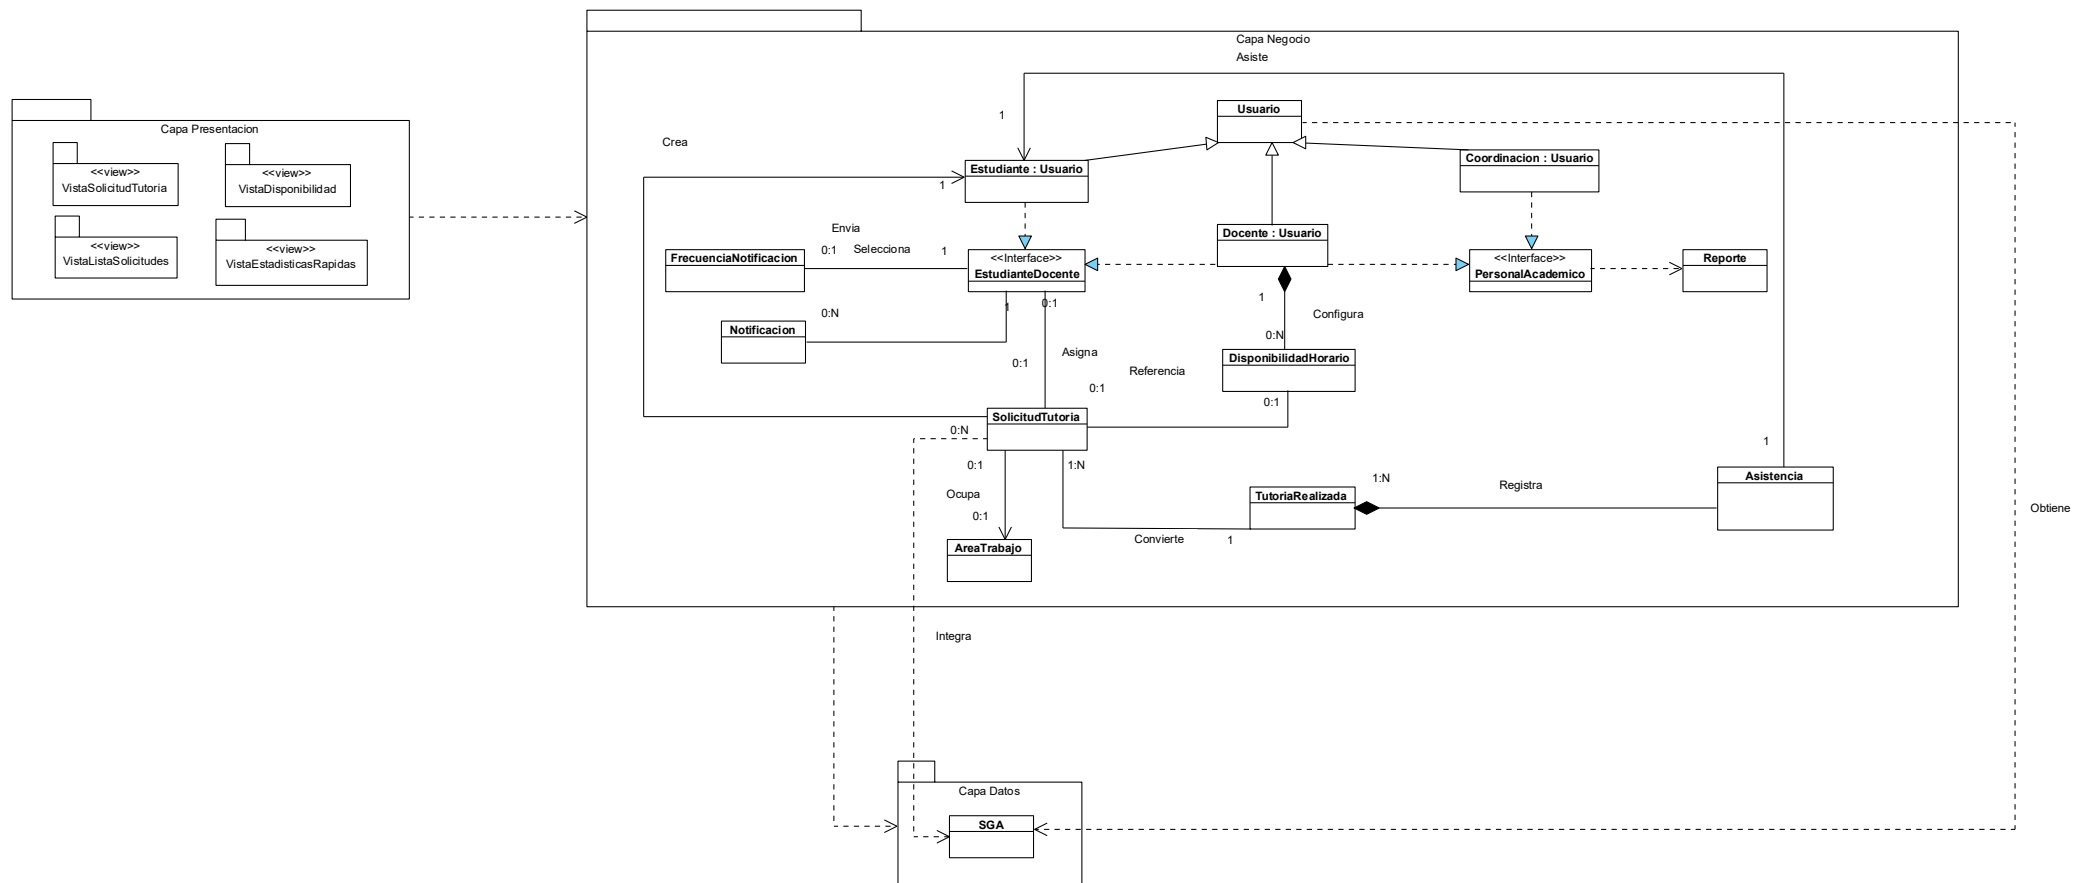 Capa Presentacion
<<view>>
VistaSolicitudTutoria
<<view>>
VistaDisponibilidad
<<view>>
VistaListaSolicitudes
<<view>>
VistaEstadisticasRapidas
Capa Negocio
Asiste
1
Usuario
Crea
Estudiante : Usuario
1
Coordinacion : Usuario
Envia
0:1
Selecciona
1
FrecuenciaNotificacion
<<Interface>>
EstudianteDocente
Docente : Usuario
<<Interface>>
PersonalAcademico
Reporte
1
0:1
1
0:N
Notificacion
Configura
0:N
Asigna
0:1
DisponibilidadHorario
Referencia
0:1
0:1
SolicitudTutoria
0:N
1
0:1
1:N
Ocupa
0:1
TutoriaRealizada
1:N
Registra
Asistencia
Obtiene
Convierte
1
AreaTrabajo
Integra
Capa Datos
SGA